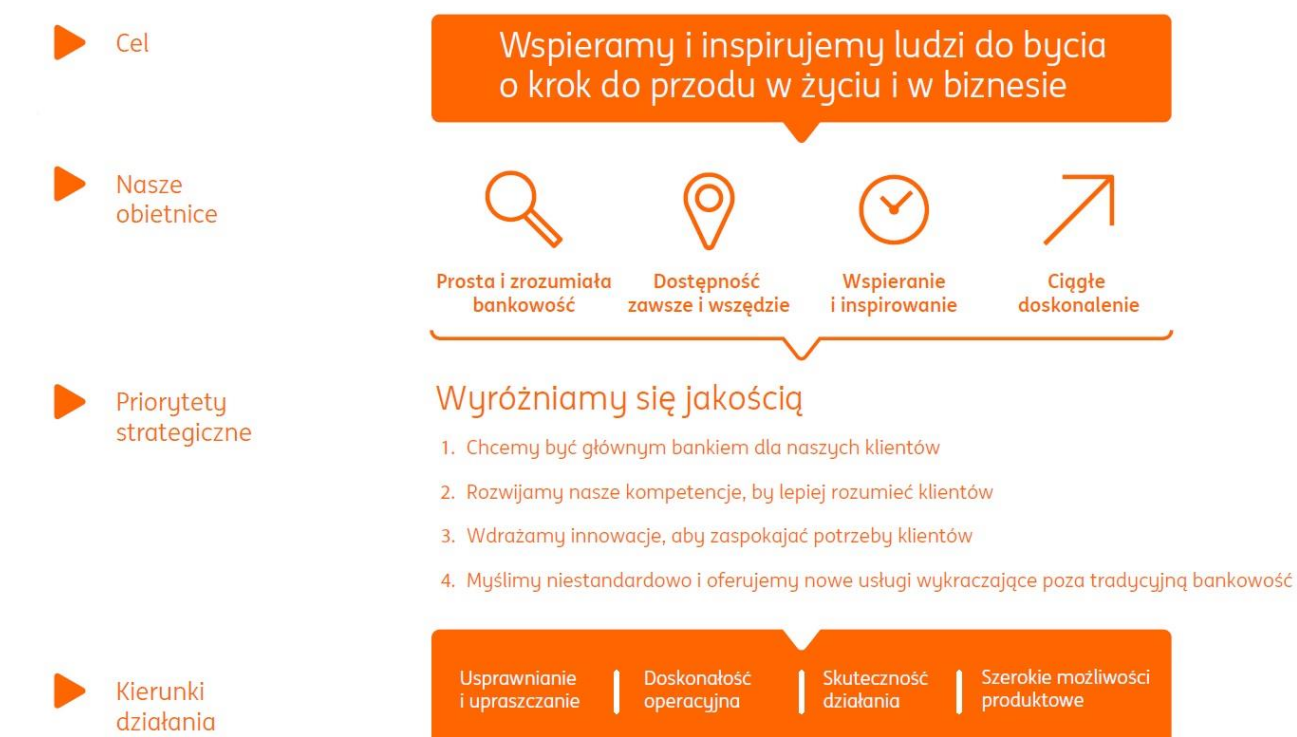 Cel
Wspieramy i inspirujemy ludzi do bycia
o krok do przodu w życiu i w biznesie
Nasze
obietnice
Prosta i zrozumiała
bankowość
Dostępność
zawsze i wszędzie
Wspieranie
i inspirowanie
Ciągłe
doskonalenie
Priorytety
strategiczne
Wyróżniamy się jakością
1. Chcemy być głównym bankiem dla naszych klientów
2. Rozwijamy nasze kompetencje, by lepiej rozumieć klientów
3. Wdrażamy innowacje, aby zaspokajać potrzeby klientów
4. Myślimy niestandardowo i oferujemy nowe usługi wykraczające poza tradycyjną bankowość
Kierunki
działania
Usprawnianie
i upraszczanie
Doskonałość
operacyjna
Skuteczność
działania
Szerokie możliwości
produktowe